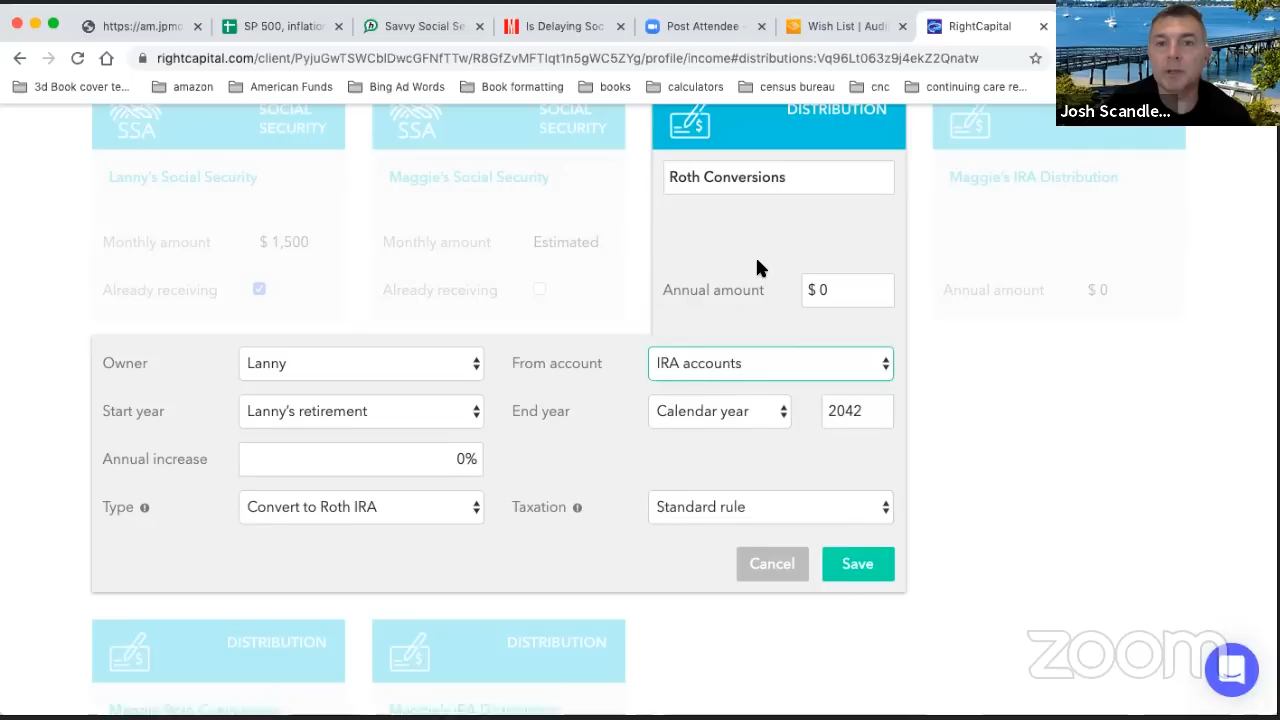 https://am.jpmo
SP 500, inflatio
Save on Social Se
Is Delaying Soc
Post Attendee -
Wish List | Audi
RightCapital
rightcapital.com/client/PyjuGwTSWCbIDwS9FNFTTw/R8GfZvMFTIqt1n5gWC5ZYg/profile/income#distributions:Vq96Lt063z9j4ekZ2Qnatw
3d Book cover te...
amazon
American Funds
Bing Ad Words
Book formatting
books
calculators
census bureau
cnc
continuing care re...
Josh Scandle...
SSA
SOCIAL
SECURITY
SSA
SOCIAL
SECURITY
DISTRIBUTION
Lanny's Social Security
Maggie's Social Security
Roth Conversions
Maggie's IRA Distribution
Monthly amount $ 1,500
Monthly amount Estimated
Already receiving
Already receiving
Annual amount $ 0
Annual amount $ 0
Owner Lanny From account IRA accounts
Start year Lanny's retirement End year Calendar year 2042
Annual increase 0%
Type Convert to Roth IRA Taxation Standard rule
Cancel Save
DISTRIBUTION
DISTRIBUTION
zoom